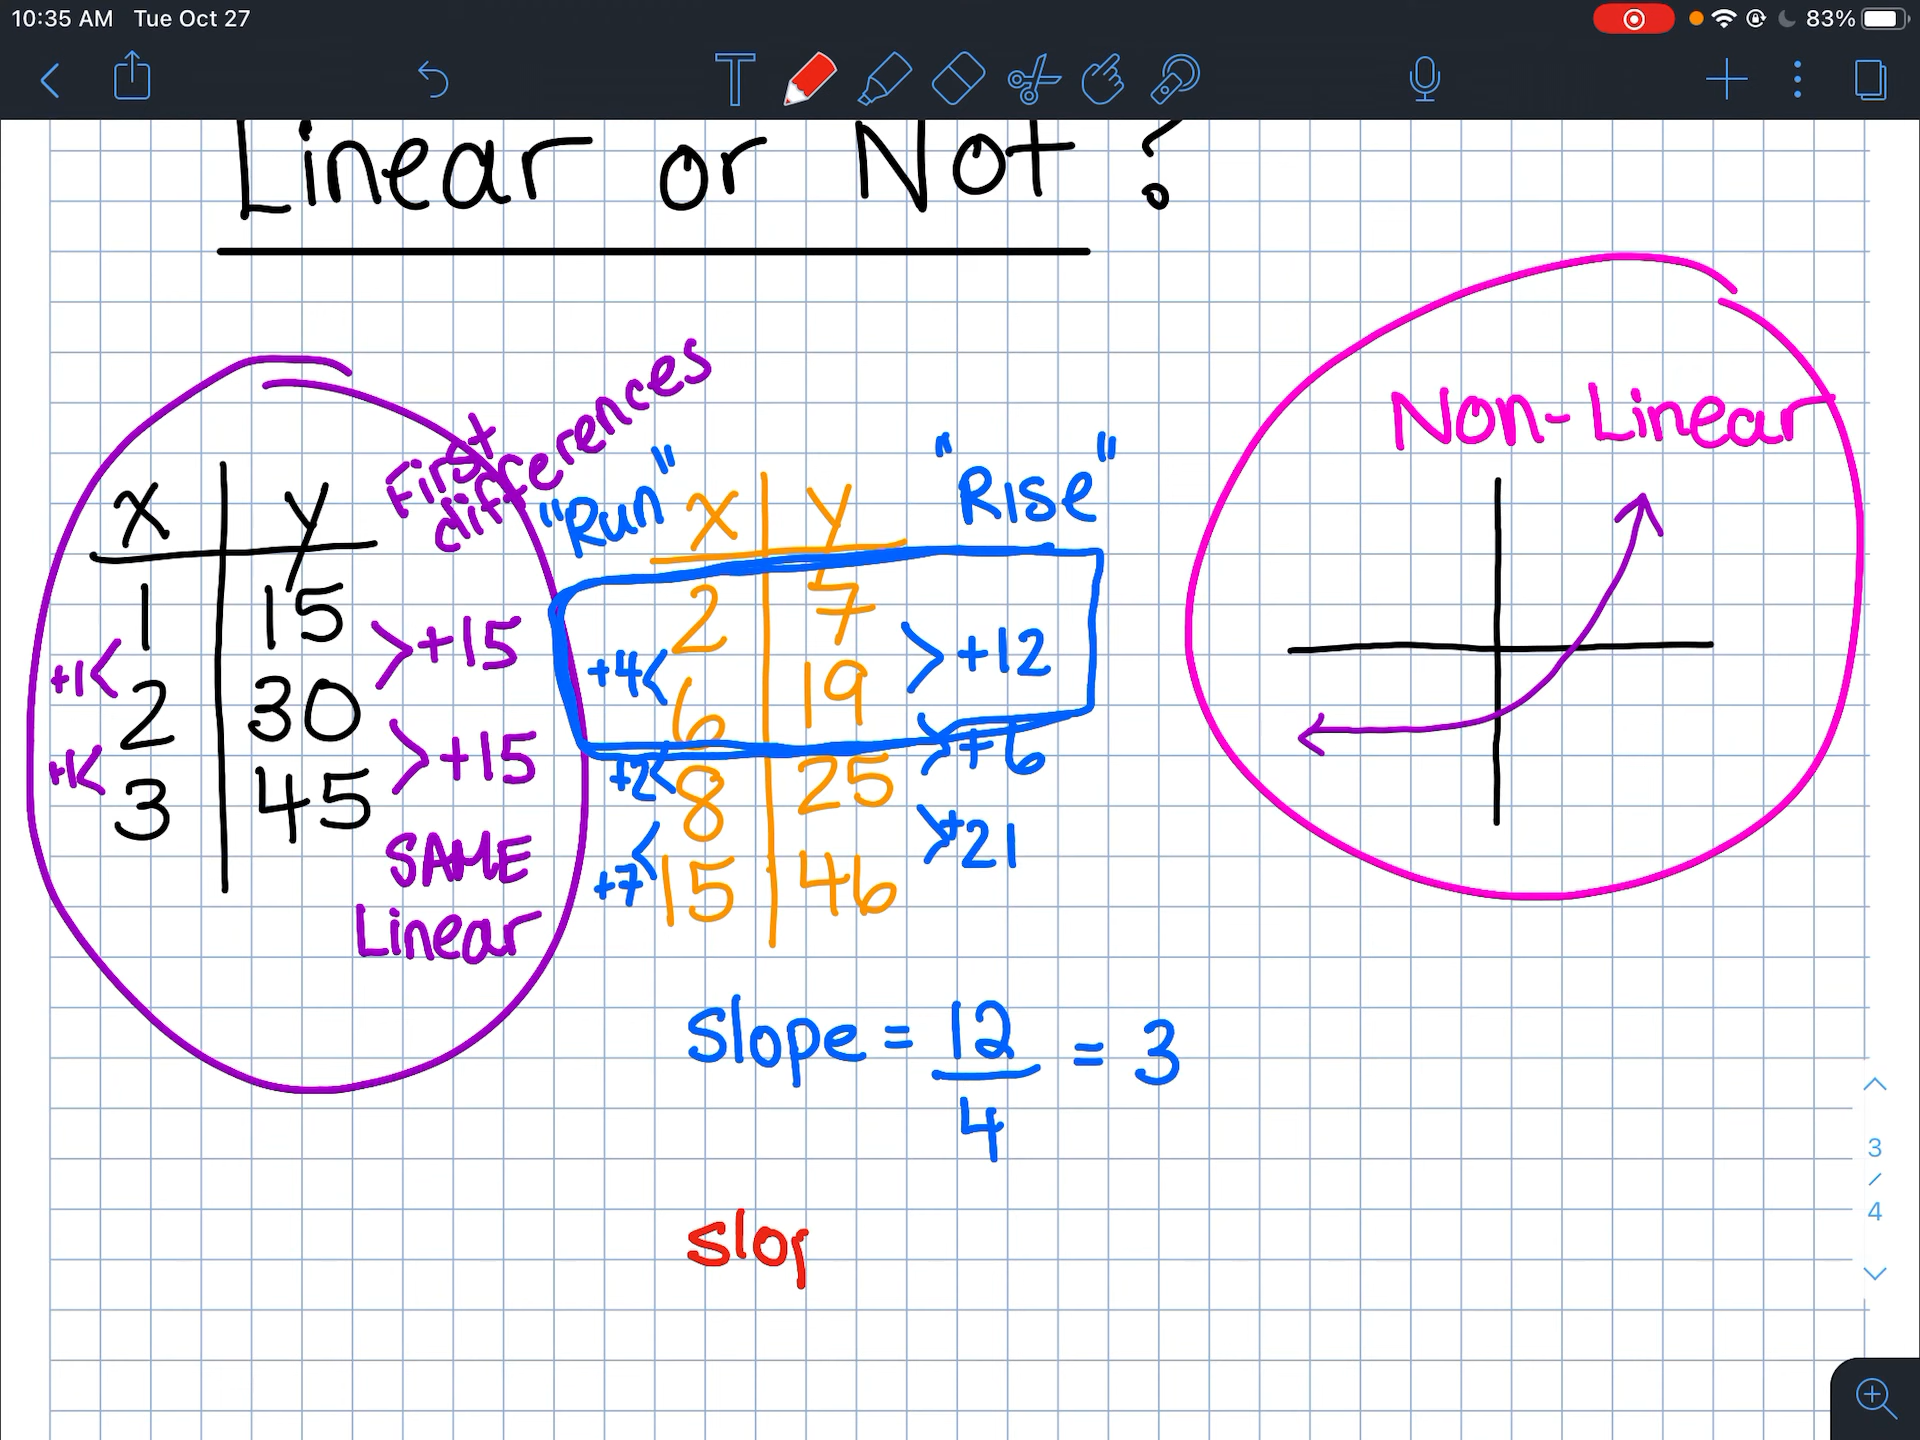 10:35 AM Tue Oct 27
83%
Linear or Not ?
First differences
x y
1 15
2 30
3 45
+1
+1
+15
+15
SAME
Linear
"Run" "Rise"
x y
2 7
6 19
8 25
15 46
+4
+2
+7
+12
+6
+21
Slope = 12/4 = 3
slop
Non-Linear
3
/
4